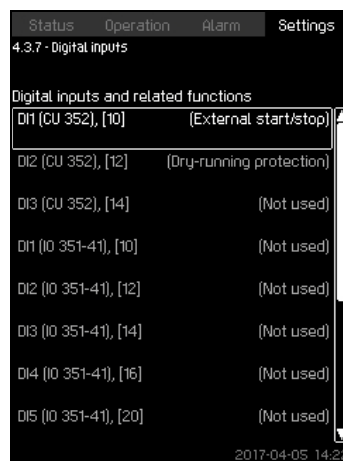 Status Operation Alarm Settings
4.3.7 - Digital inputs
Digital inputs and related functions
DI1 (CU 352), [10] (External start/stop)
DI2 (CU 352), [12] (Dry-running protection)
DI3 (CU 352), [14] (Not used)
DI1 (IO 351-41), [10] (Not used)
DI2 (IO 351-41), [12] (Not used)
DI3 (IO 351-41), [14] (Not used)
DI4 (IO 351-41), [16] (Not used)
DI5 (IO 351-41), [20] (Not used)
2017-04-05 14:22